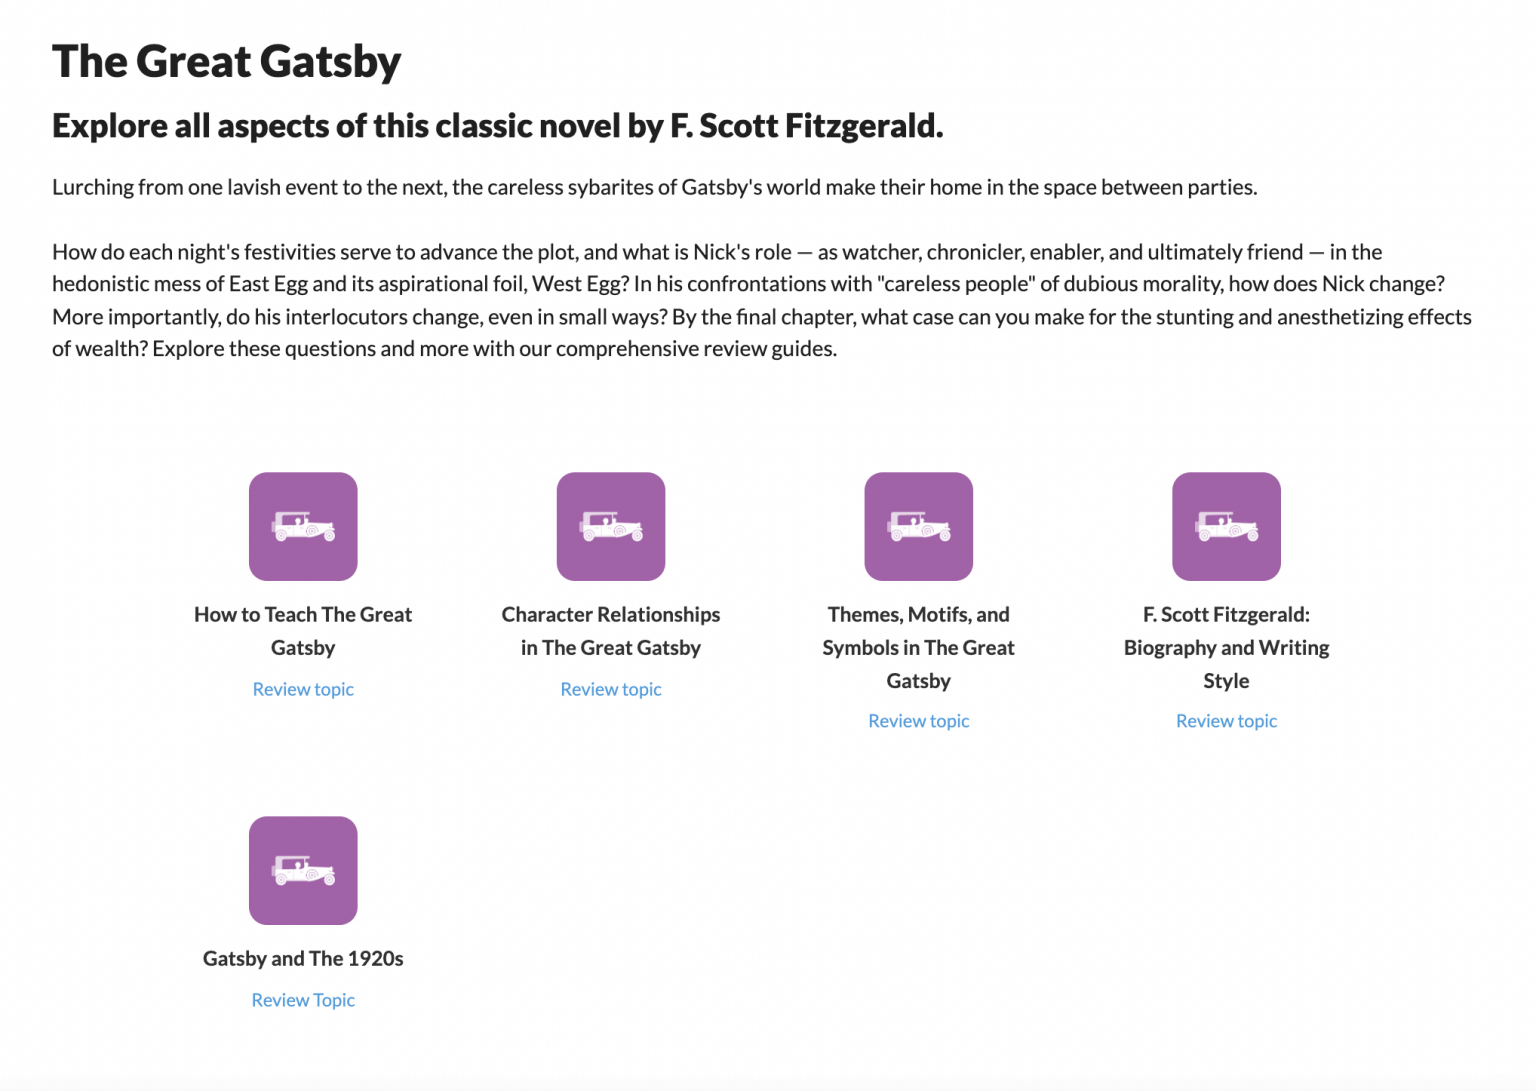 The Great Gatsby
Explore all aspects of this classic novel by F. Scott Fitzgerald.
Lurching from one lavish event to the next, the careless sybarites of Gatsby's world make their home in the space between parties.
How do each night's festivities serve to advance the plot, and what is Nick's role — as watcher, chronicler, enabler, and ultimately friend — in the
hedonistic mess of East Egg and its aspirational foil, West Egg? In his confrontations with "careless people" of dubious morality, how does Nick change?
More importantly, do his interlocutors change, even in small ways? By the final chapter, what case can you make for the stunting and anesthetizing effects
of wealth? Explore these questions and more with our comprehensive review guides.
How to Teach The Great
Gatsby
Review topic
Character Relationships
in The Great Gatsby
Review topic
Themes, Motifs, and
Symbols in The Great
Gatsby
Review topic
F. Scott Fitzgerald:
Biography and Writing
Style
Review topic
Gatsby and The 1920s
Review Topic